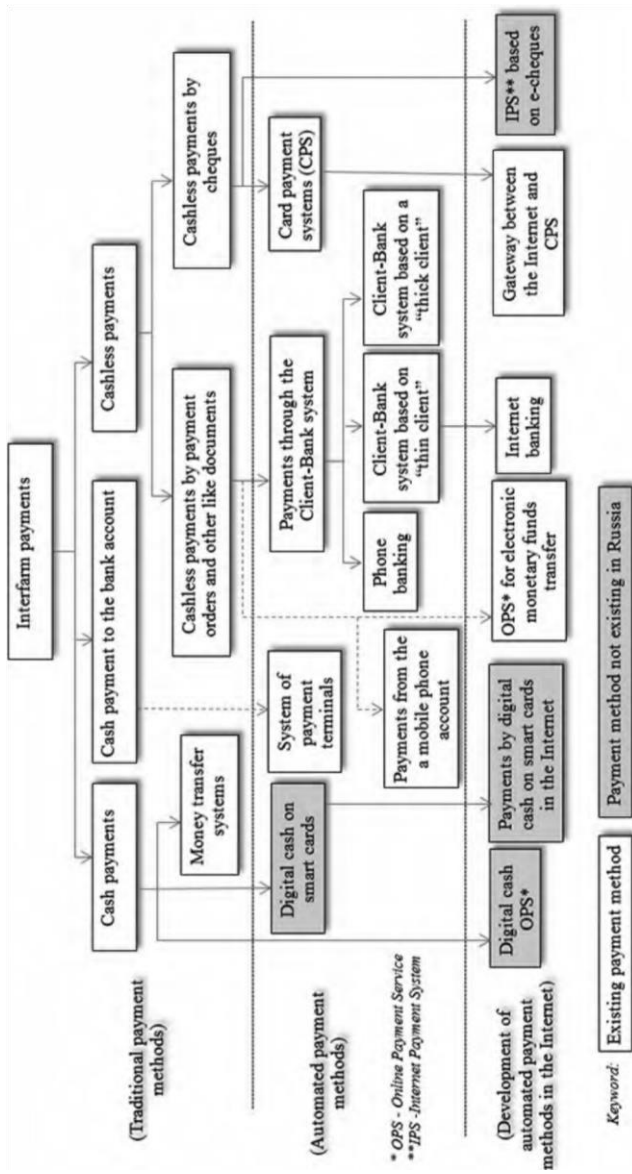 Interfarm payments
Cash payments
Cash payment to the bank account
Cashless payments
(Traditional payment
methods)
Money transfer
systems
Cashless payments by payment
orders and other like documents
Cashless payments by
cheques
(Automated payment
methods)
Digital cash on
smart cards
System of
payment
terminals
Payments through the
Client-Bank system
Card payment
systems (CPS)
Payments from the
a mobile phone
account
Phone
banking
Client-Bank
system based on
“thin client”
Client-Bank
system based on a
“thick client”
* OPS - Online Payment Service
**IPS -Internet Payment System
(Development of
automated payment
methods in the Internet)
Digital cash
OPS*
Payments by digital
cash on smart cards
in the Internet
OPS* for electronic
monetary funds
transfer
Internet
banking
Gateway between
the Internet and
CPS
IPS** based
on e-cheques
Keyword:
Existing payment method
Payment method not existing in Russia